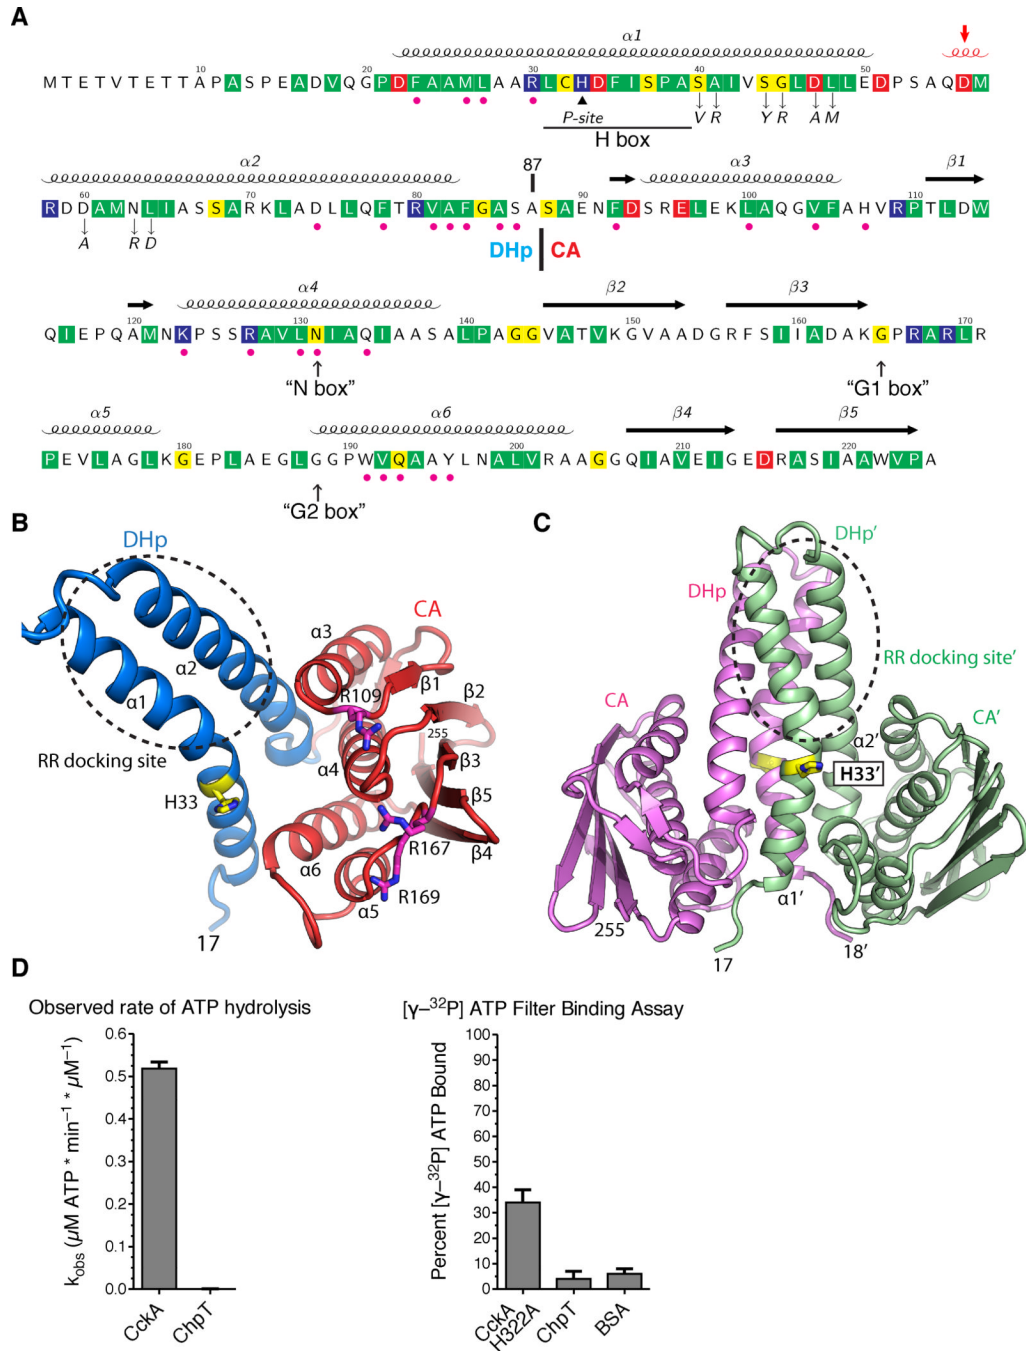 A
α1
10 20 30 40 50
M T E T V T E T T A P A S P E A D V Q G P D F A A M L A A R L C H D F I S P A S A I V S G L D L L E D P S A Q D M
P-site V R Y R A M
H box
α2 87 α3 β1
60 70 80 90 100 110
R D D A M N L I A S S A R K L A D L L Q F T R V A F G A S A S A E N F D S R E L E K L A Q G V F A H V R P T L D W
A R D
DHp CA
α4 β2 β3
120 130 140 150 160 170
Q I E P Q A M N K P S S R A V L N I A Q I A A S A L P A G G V A T V K G V A A D G R F S I I A D A K G P R A R L R
“N box” “G1 box”
α5 α6 β4 β5
180 190 200 210 220
P E V L A G L K G E P L A E G L G G P W V Q A A Y L N A L V R A A G G Q I A V E I G E D R A S I A A W V P A
“G2 box”
B
DHp
CA
α3
β1
β2
R109
255
α2
α1
β3
α4
RR docking site
β5
H33
β4
R167
α6
α5
R169
17
C
DHp'
DHp
RR docking site'
CA
CA'
α2'
H33'
α1'
255
17
18'
D
Observed rate of ATP hydrolysis
kobs (μM ATP * min−1 * μM−1)
0.6
0.5
0.4
0.3
0.2
0.1
0.0
CckA
ChpT
[γ–32P] ATP Filter Binding Assay
Percent [γ–32P] ATP Bound
100
90
80
70
60
50
40
30
20
10
0
CckA H322A
ChpT
BSA